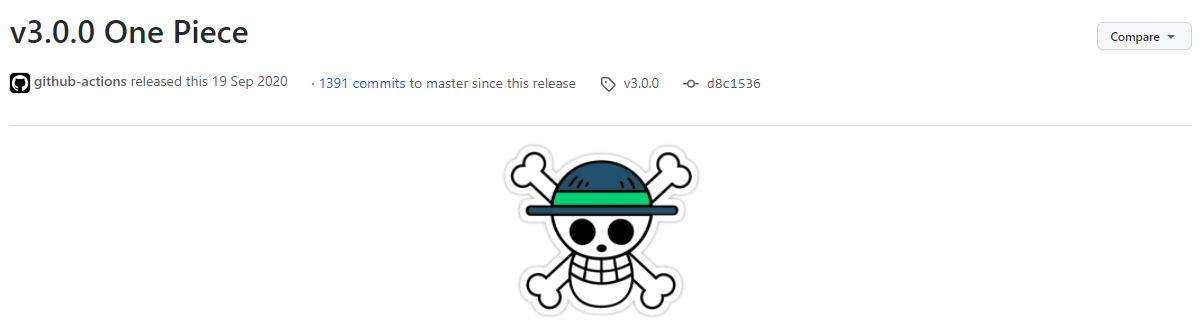 v3.0.0 One Piece
Compare
github-actions released this 19 Sep 2020 · 1391 commits to master since this release v3.0.0 d8c1536